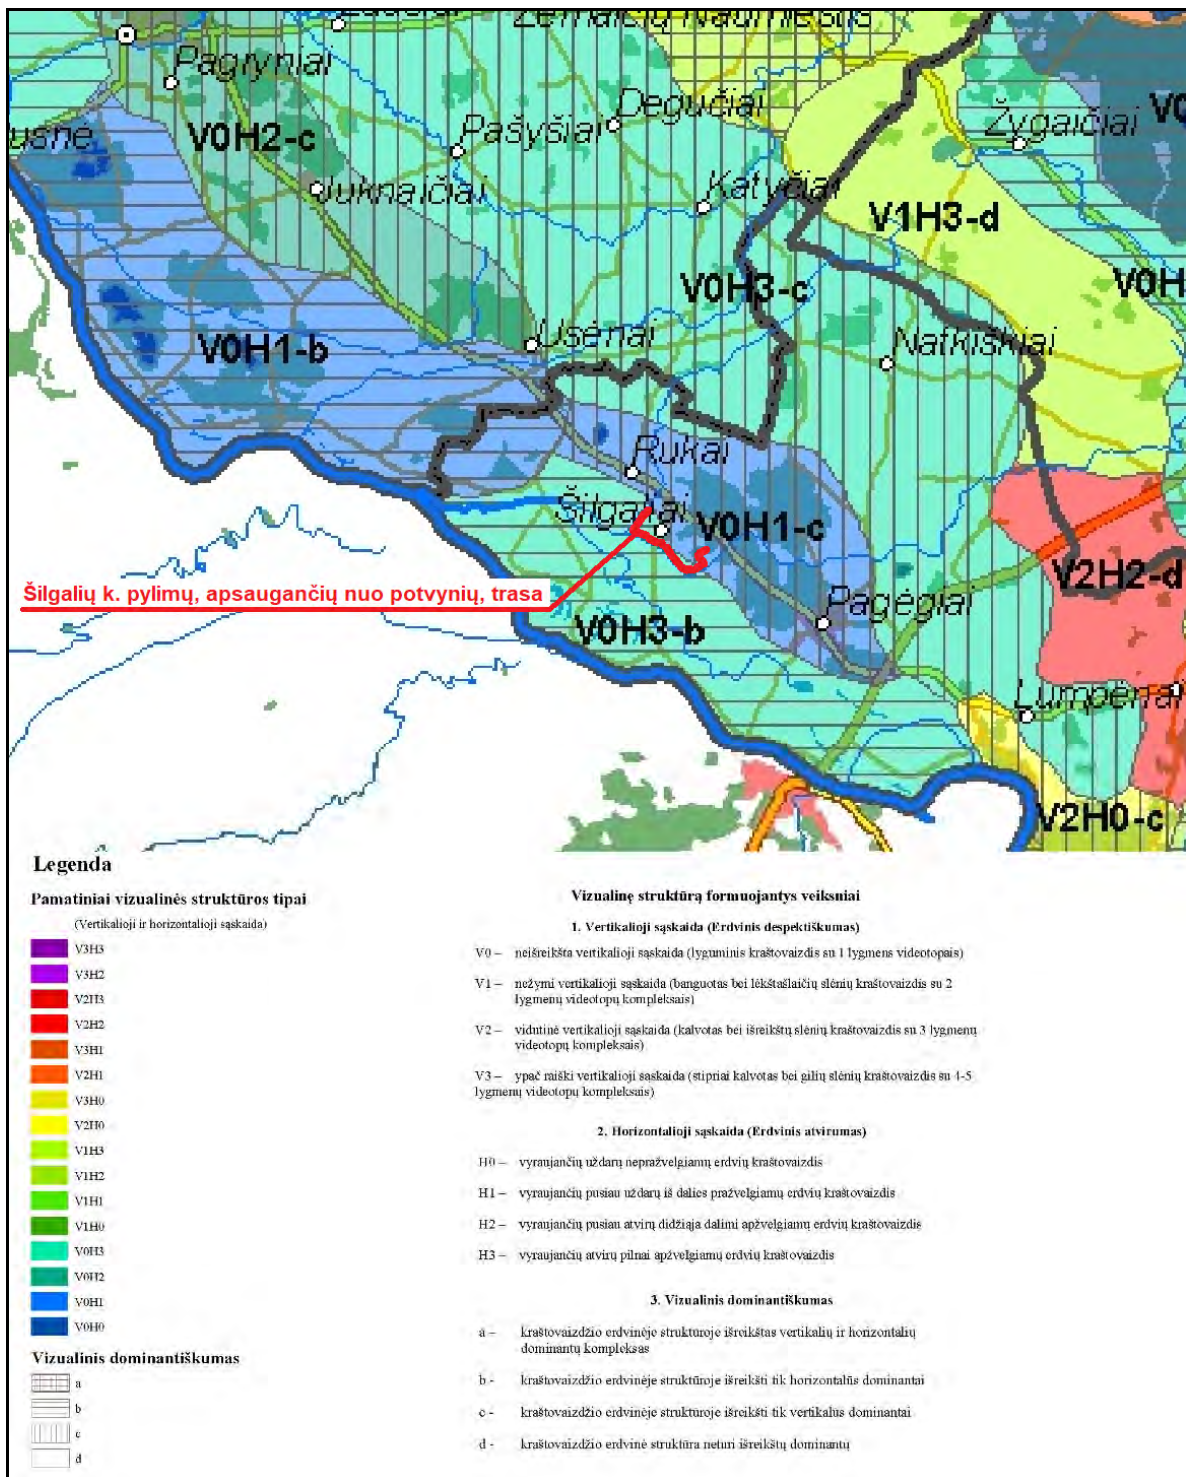 Žemaičių Naumiestis
Pagryniai
Degučiai
Žygaičiai
usnė
V0H2-c
Pašyšiai
Juknaičiai
Katyčiai
V1H3-d
V0H3-c
V0H
V0H1-b
Usėnai
Natkiškiai
Rukai
Šilgaliai
V0H1-c
V2H2-d
Šilgalių k. pylimų, apsaugančių nuo potvynių, trasa
Pagėgiai
V0H3-b
Lumpėnai
V2H0-c
Legenda
Pamatiniai vizualinės struktūros tipai
(Vertikalioji ir horizontalioji sąskaida)
V3H3
V3H2
V2H3
V2H2
V3H1
V2H1
V3H0
V2H0
V1H3
V1H2
V1H1
V1H0
V0H3
V0H2
V0H1
V0H0
Vizualinis dominantiškumas
a
b
c
d
Vizualinę struktūrą formuojantys veiksniai
1. Vertikalioji sąskaida (Erdvinis despektiškumas)
V0 – neišreikšta vertikalioji sąskaida (lyguminis kraštovaizdis su 1 lygmens videotopais)
V1 – nežymi vertikalioji sąskaida (banguotas bei lėkštašlaičių slėnių kraštovaizdis su 2
lygmenų videotopų kompleksais)
V2 – vidutinė vertikalioji sąskaida (kalvotas bei išreikštų slėnių kraštovaizdis su 3 lygmenų
videotopų kompleksais)
V3 – ypač raiški vertikalioji sąskaida (stipriai kalvotas bei gilių slėnių kraštovaizdis su 4-5
lygmenų videotopų kompleksais)
2. Horizontalioji sąskaida (Erdvinis atvirumas)
H0 – vyraujančių uždarų nepražvelgiamų erdvių kraštovaizdis
H1 – vyraujančių pusiau uždarų iš dalies pražvelgiamų erdvių kraštovaizdis
H2 – vyraujančių pusiau atvirų didžiąja dalimi apžvelgiamų erdvių kraštovaizdis
H3 – vyraujančių atvirų pilnai apžvelgiamų erdvių kraštovaizdis
3. Vizualinis dominantiškumas
a – kraštovaizdžio erdvinėje struktūroje išreikštas vertikalių ir horizontalių
dominantų kompleksas
b - kraštovaizdžio erdvinėje struktūroje išreikšti tik horizontalūs dominantai
c - kraštovaizdžio erdvinėje struktūroje išreikšti tik vertikalūs dominantai
d - kraštovaizdžio erdvinė struktūra neturi išreikštų dominantų